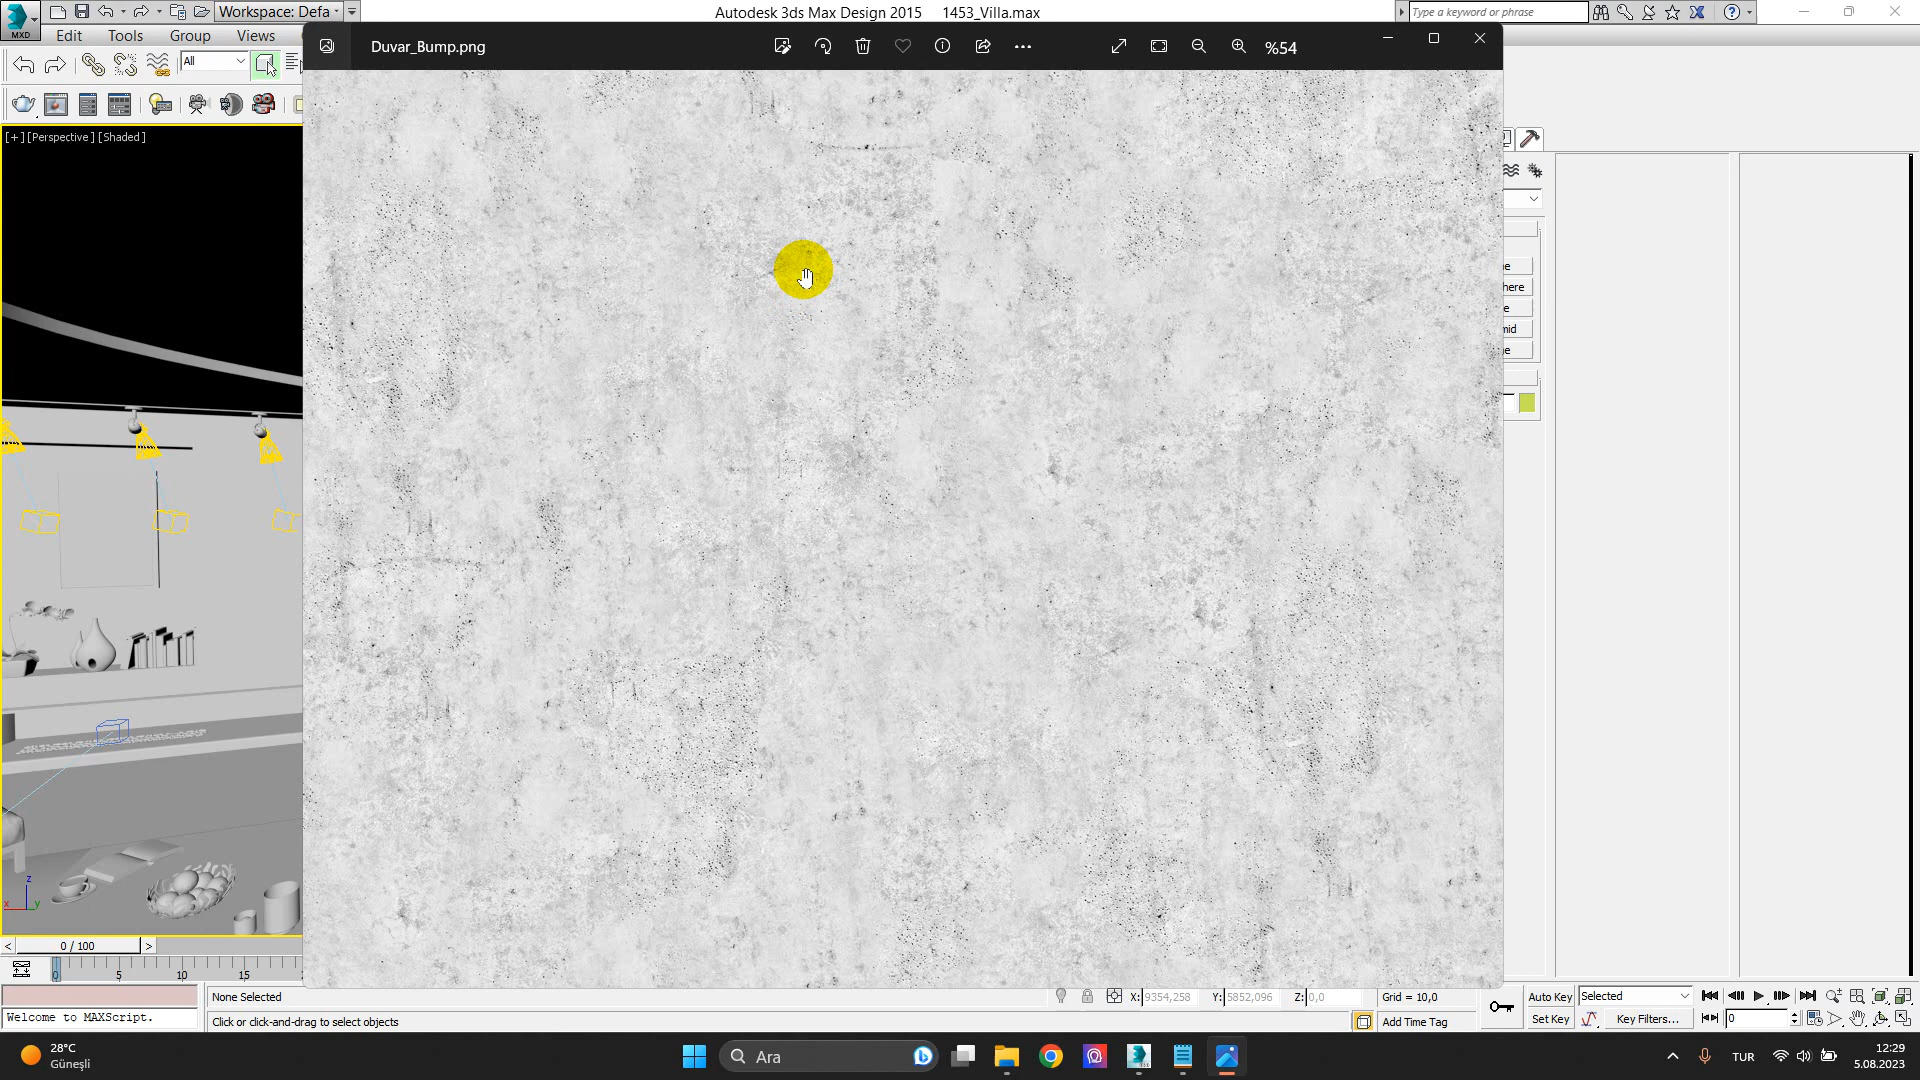 Workspace: Defa
Autodesk 3ds Max Design 2015 1453_Villa.max
Type a keyword or phrase
MXD
Edit Tools Group Views
Duvar_Bump.png
%54
All
[+] [Perspective] [Shaded]
here
mid
z
x y
0 / 100
0 5 10 15
None Selected
X: 9354,258 Y: 5852,096 Z: 0,0 Grid = 10,0
Auto Key Selected
Welcome to MAXScript.
Click or click-and-drag to select objects
Add Time Tag
Set Key Key Filters... 0
28°C
Güneşli
Ara
TUR
12:29
5.08.2023